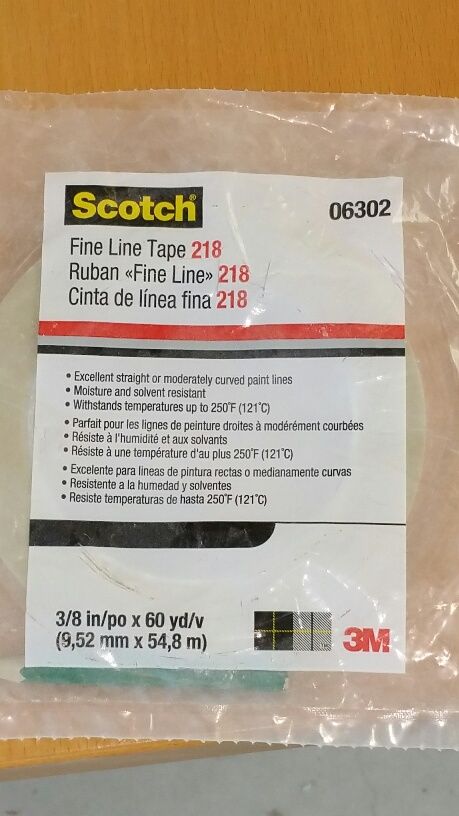 Scotch®
06302
Fine Line Tape 218
Ruban «Fine Line» 218
Cinta de línea fina 218
• Excellent straight or moderately curved paint lines
• Moisture and solvent resistant
• Withstands temperatures up to 250˚F (121˚C)
• Parfait pour les lignes de peinture droites à modérément courbées
• Résiste à l'humidité et aux solvants
• Résiste à une température d'au plus 250˚F (121˚C)
• Excelente para lineas de pintura rectas o medianamente curvas
• Resistente a la humedad y solventes
• Resiste temperaturas de hasta 250˚F (121˚C)
3/8 in/po x 60 yd/v
(9,52 mm x 54,8 m)
3M